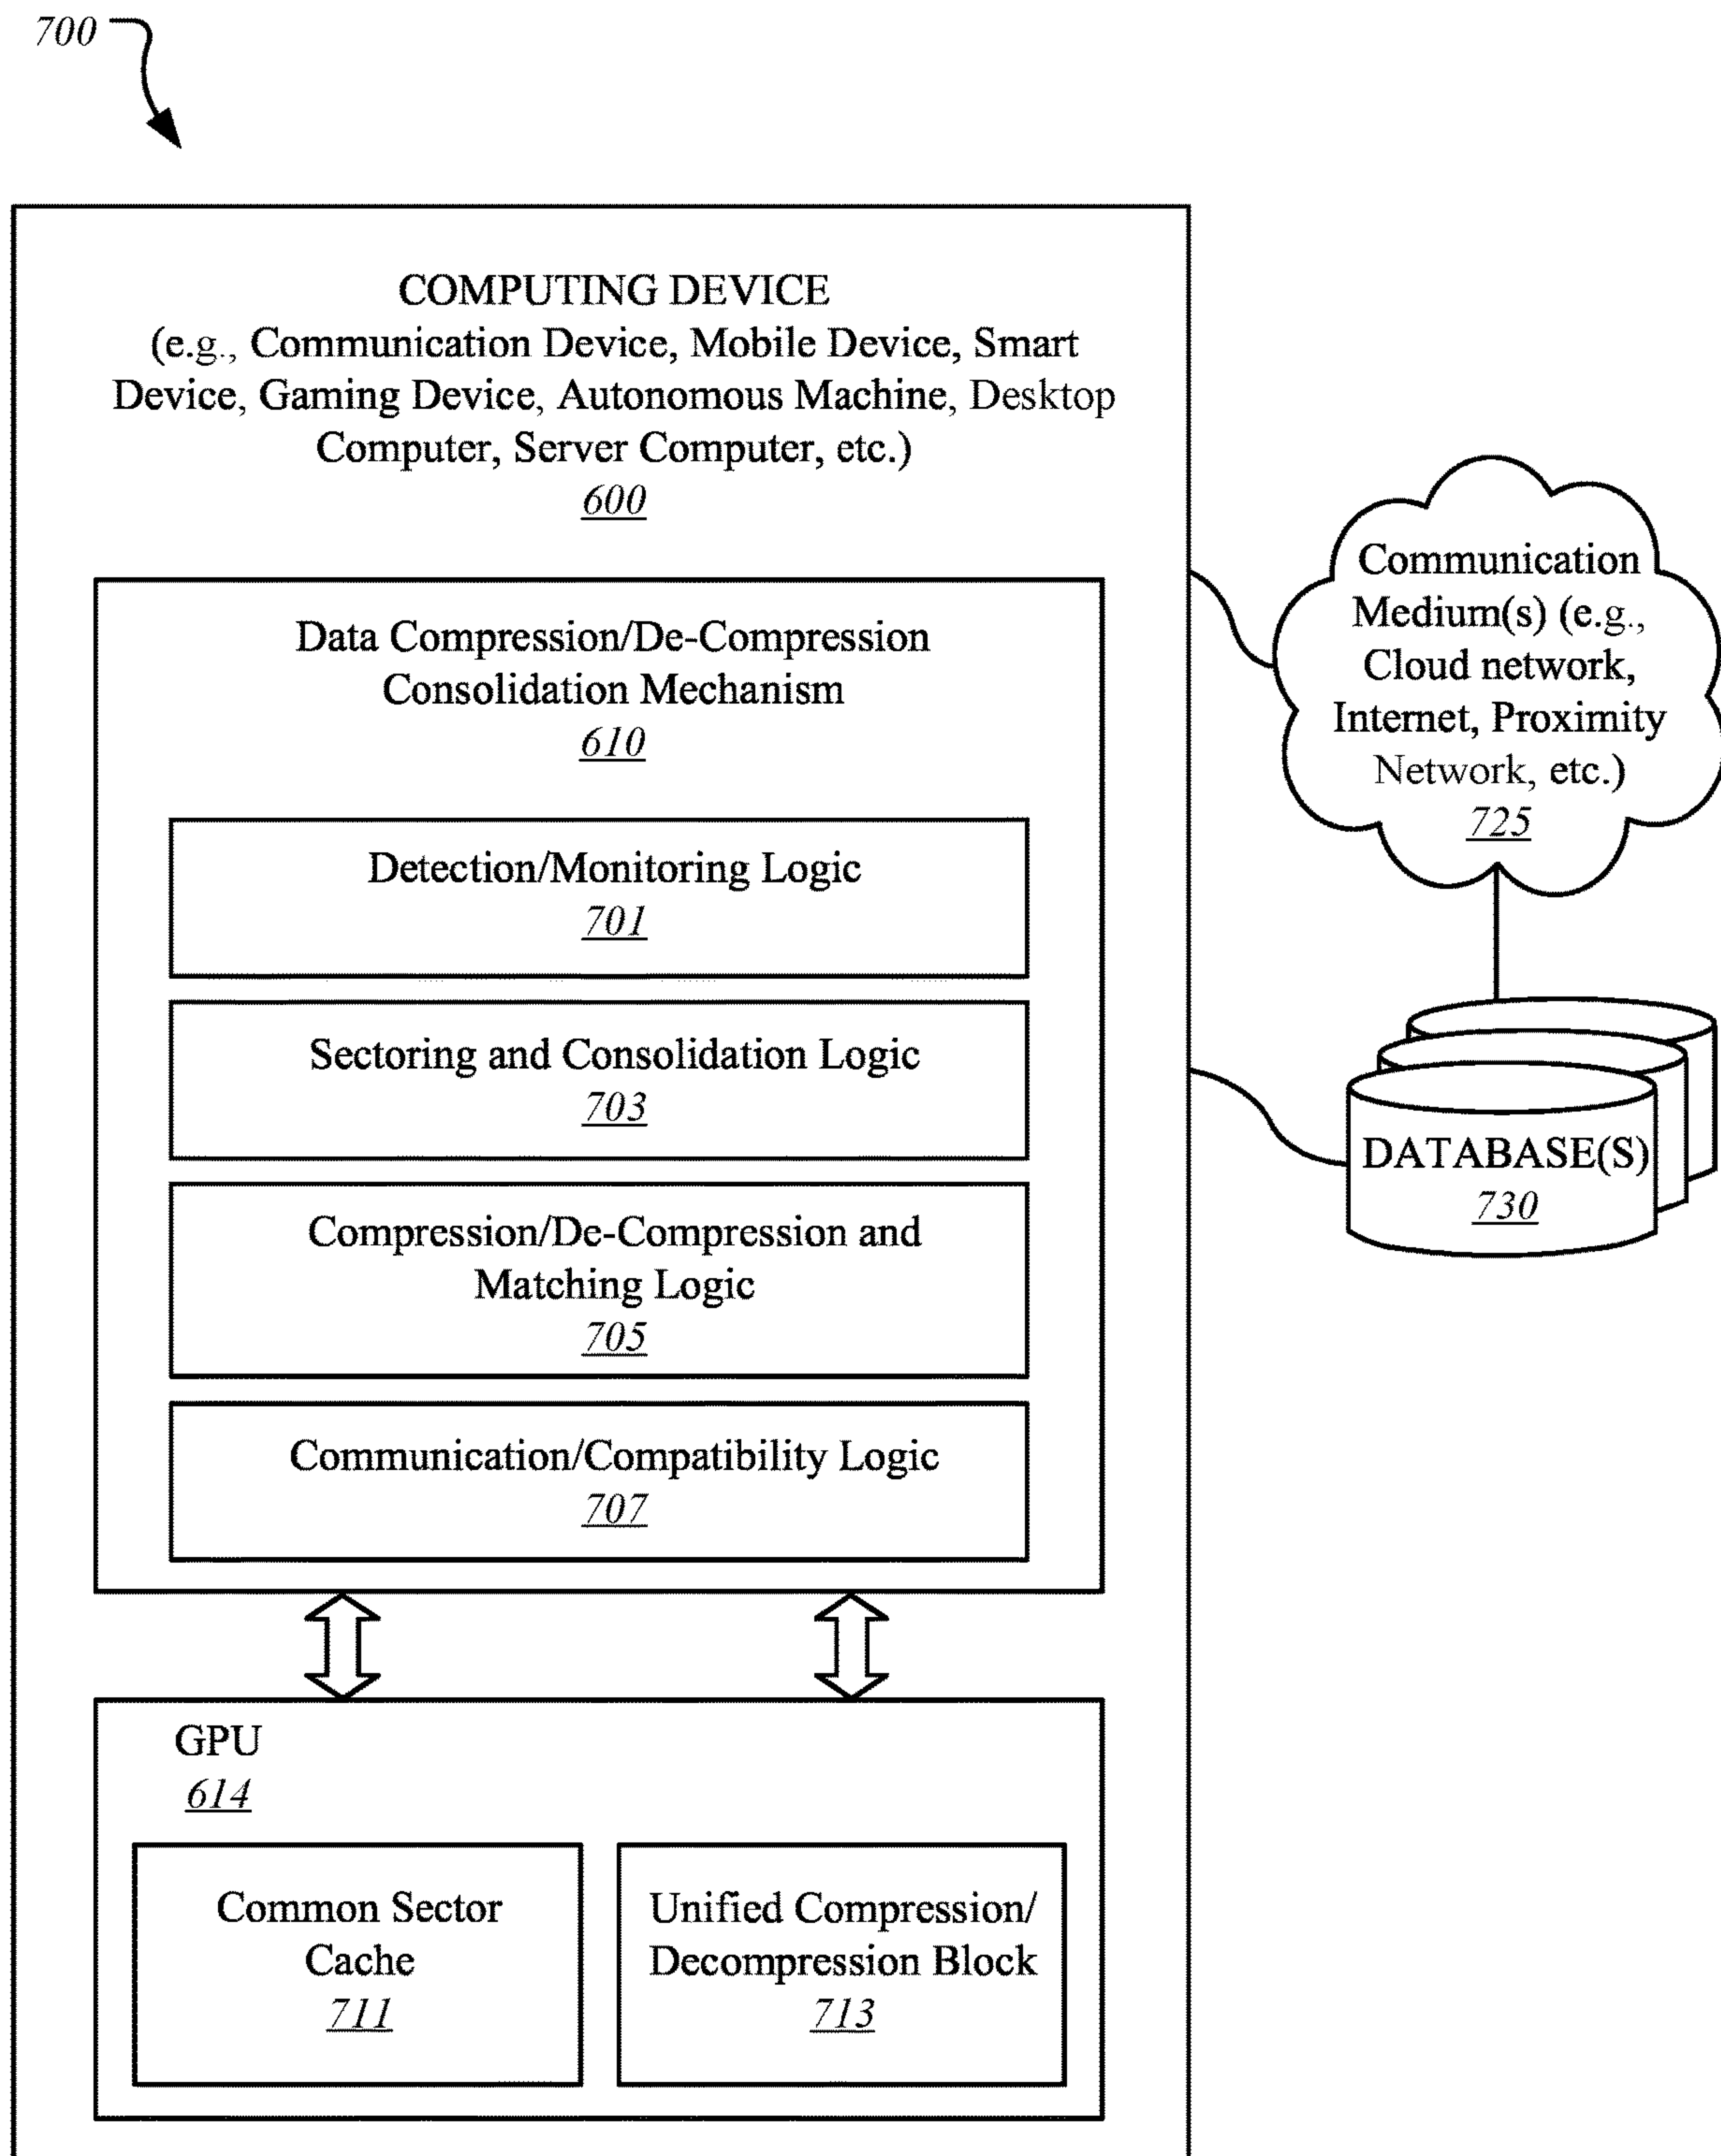 700
COMPUTING DEVICE
(e.g., Communication Device, Mobile Device, Smart
Device, Gaming Device, Autonomous Machine, Desktop
Computer, Server Computer, etc.)
600
Data Compression/De-Compression
Consolidation Mechanism
610
Detection/Monitoring Logic
701
Sectoring and Consolidation Logic
703
Compression/De-Compression and
Matching Logic
705
Communication/Compatibility Logic
707
GPU
614
Common Sector
Cache
711
Unified Compression/
Decompression Block
713
Communication
Medium(s) (e.g.,
Cloud network,
Internet, Proximity
Network, etc.)
725
DATABASE(S)
730